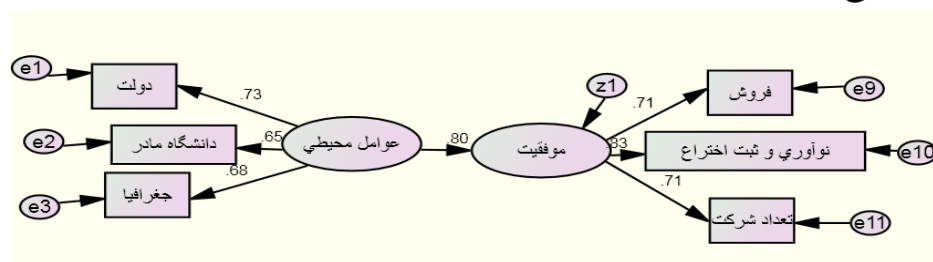 e1
دولت
.73
z1
.71
فروش
e9
e2
دانشگاه مادر
.65
عوامل محيطي
.80
موفقيت
.83
نوآوري و ثبت اختراع
e10
e3
جغرافيا
.68
.71
تعداد شركت
e11